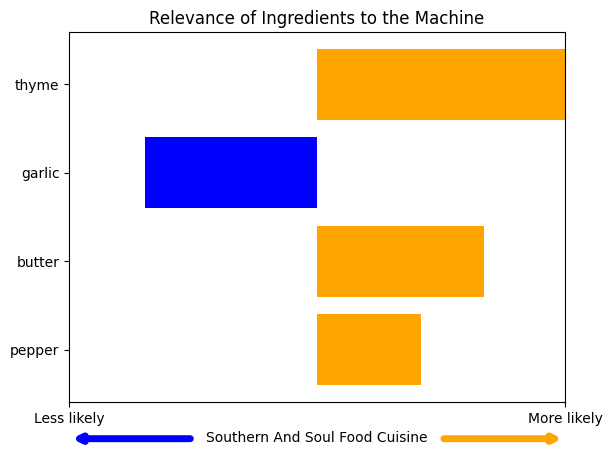 Relevance of Ingredients to the Machine
thyme
garlic
butter
pepper
Less likely
More likely
Southern And Soul Food Cuisine